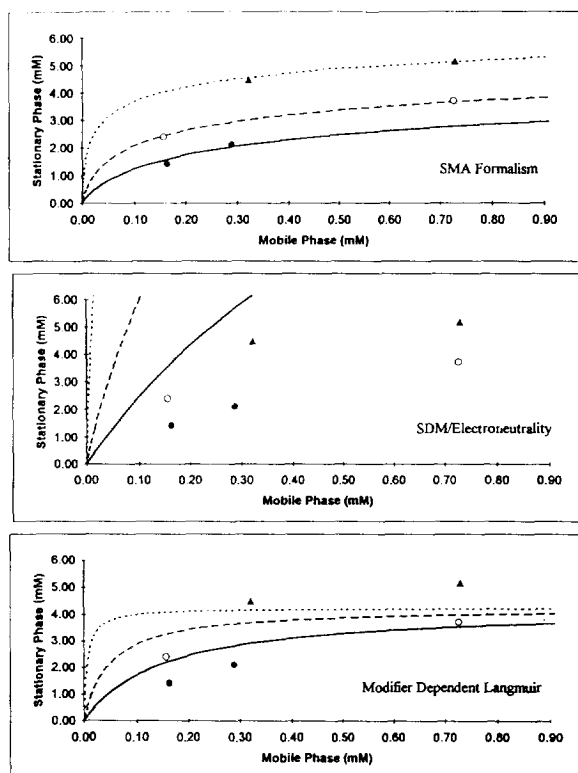 6.00
5.00
4.00
3.00
2.00
1.00
0.00
Stationary Phase (mM)
0.00 0.10 0.20 0.30 0.40 0.50 0.60 0.70 0.80 0.90
Mobile Phase (mM)
SMA Formalism
6.00
5.00
4.00
3.00
2.00
1.00
0.00
Stationary Phase (mM)
0.00 0.10 0.20 0.30 0.40 0.50 0.60 0.70 0.80 0.90
Mobile Phase (mM)
SDM/Electroneutrality
6.00
5.00
4.00
3.00
2.00
1.00
0.00
Stationary Phase (mM)
0.00 0.10 0.20 0.30 0.40 0.50 0.60 0.70 0.80 0.90
Mobile Phase (mM)
Modifier Dependent Langmuir